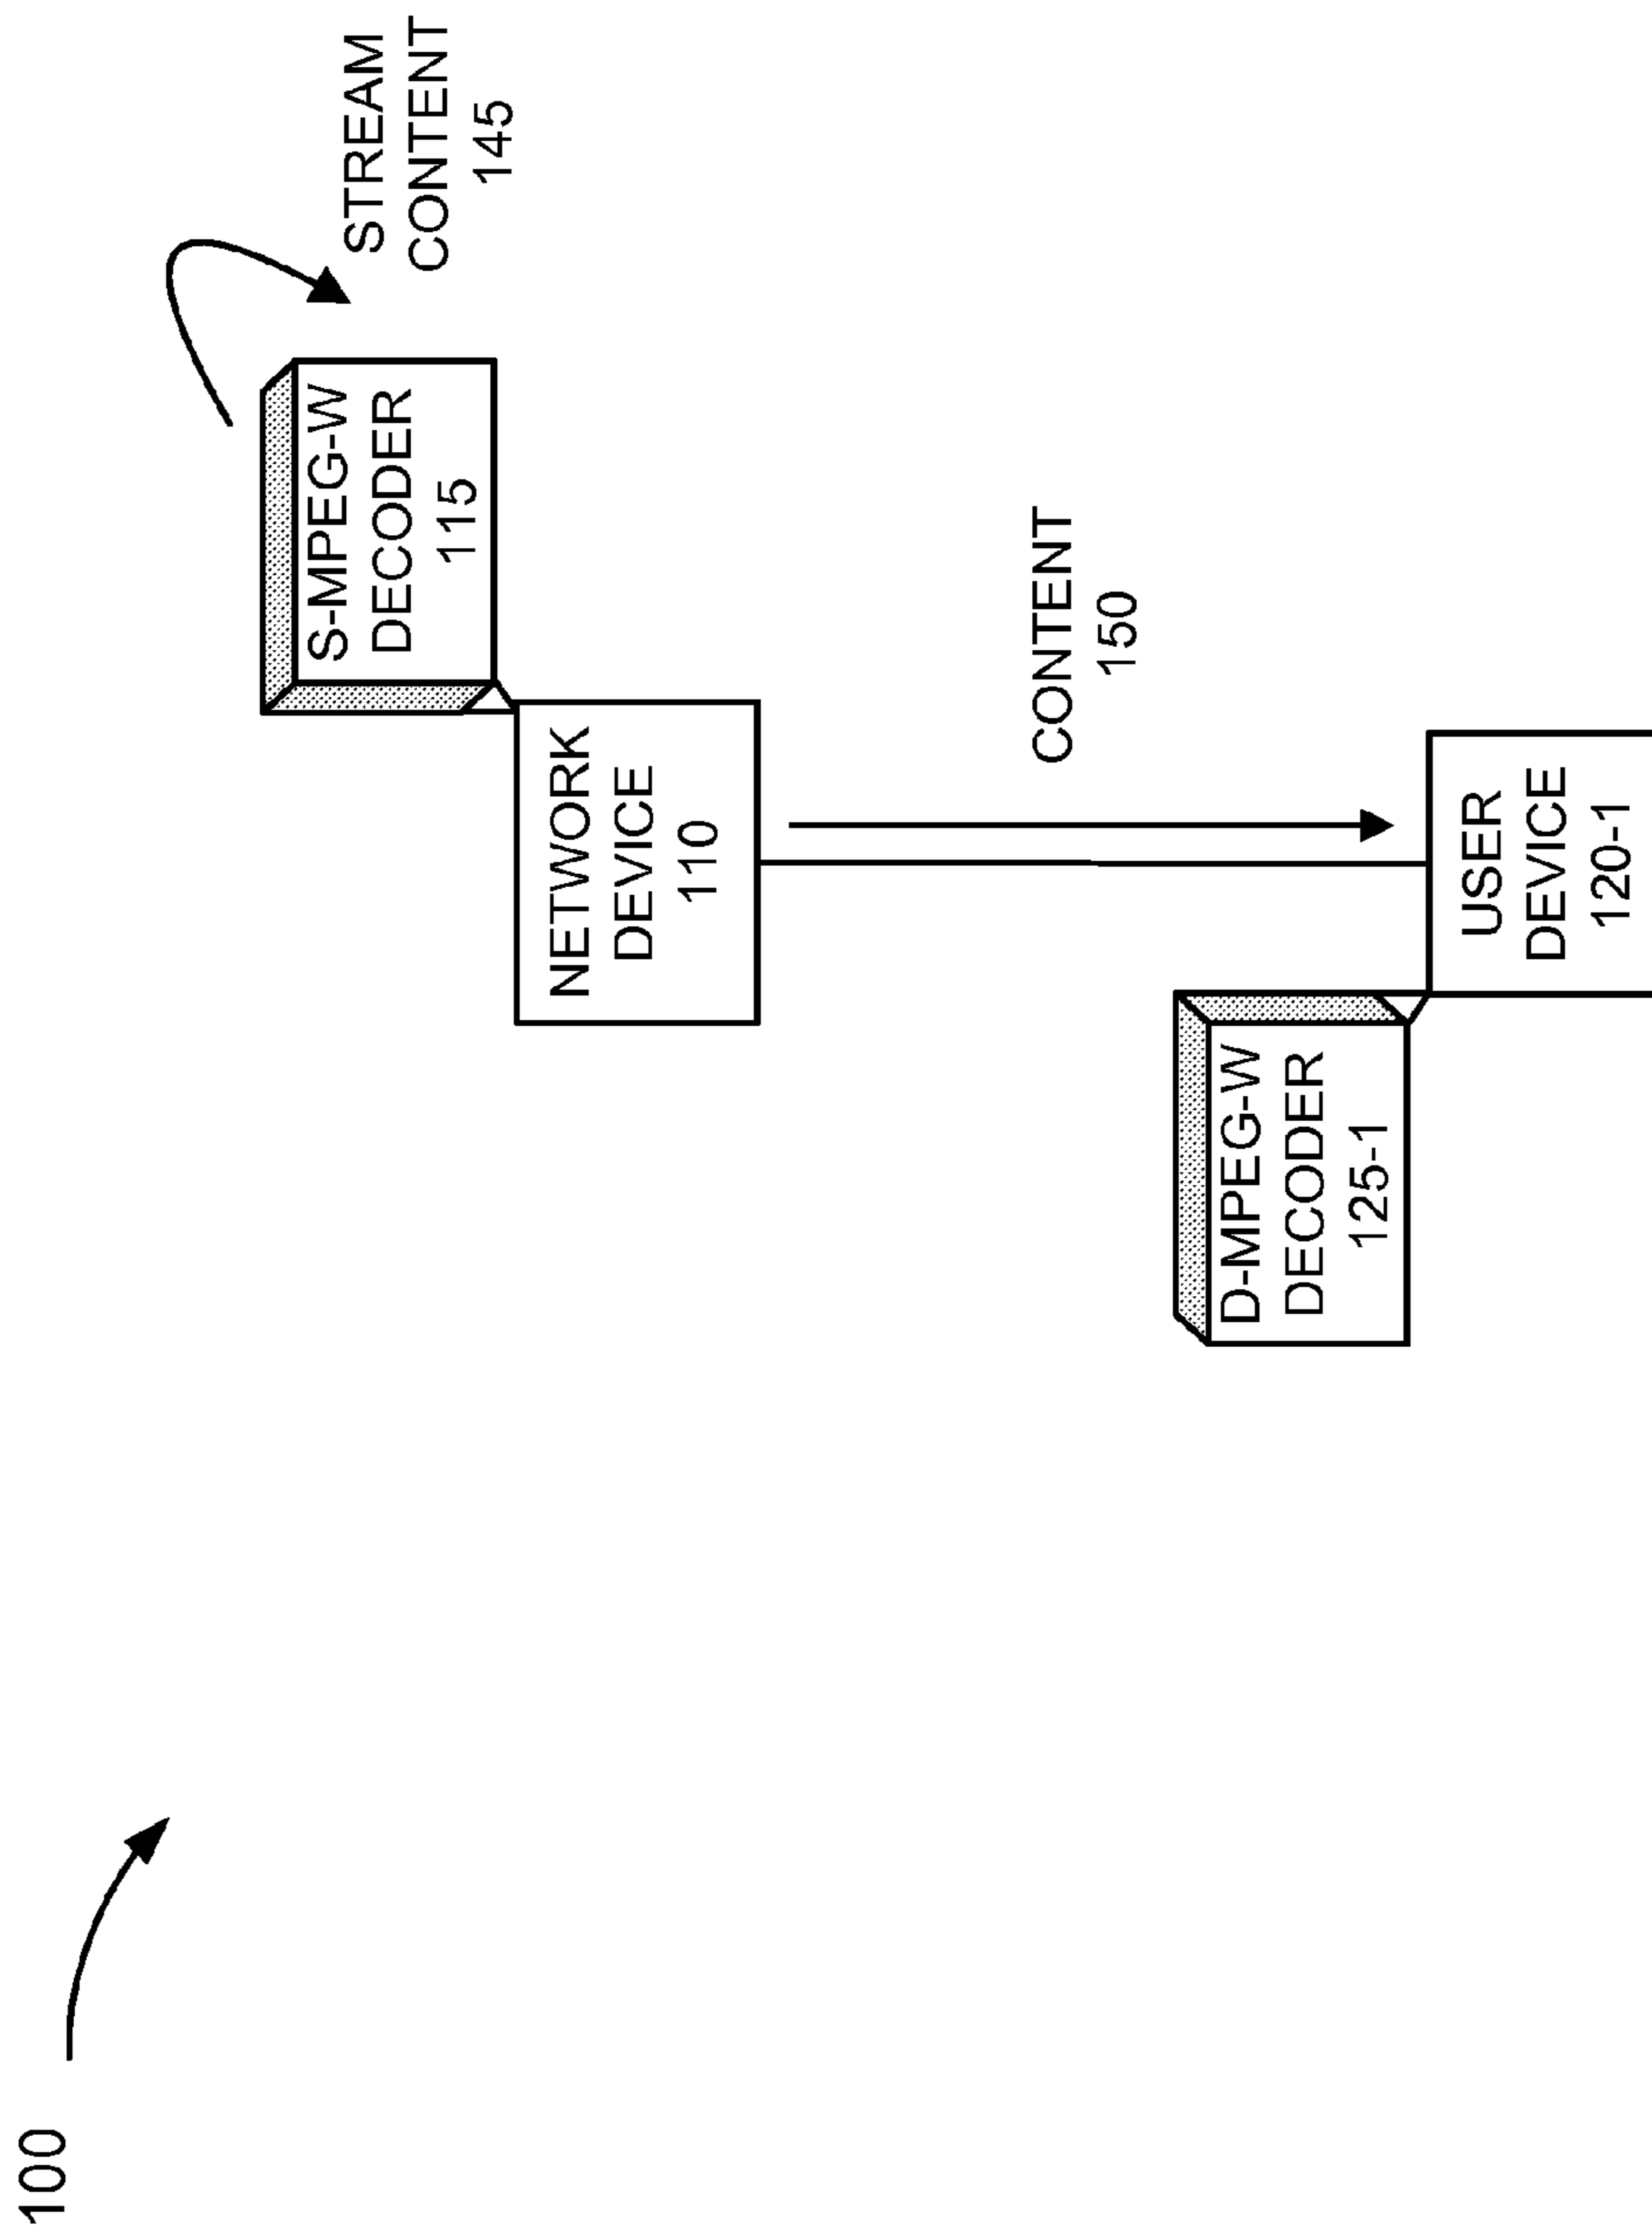 100
S-MPEG-W
DECODER
115
STREAM
CONTENT
145
NETWORK
DEVICE
110
CONTENT
150
D-MPEG-W
DECODER
125-1
USER
DEVICE
120-1